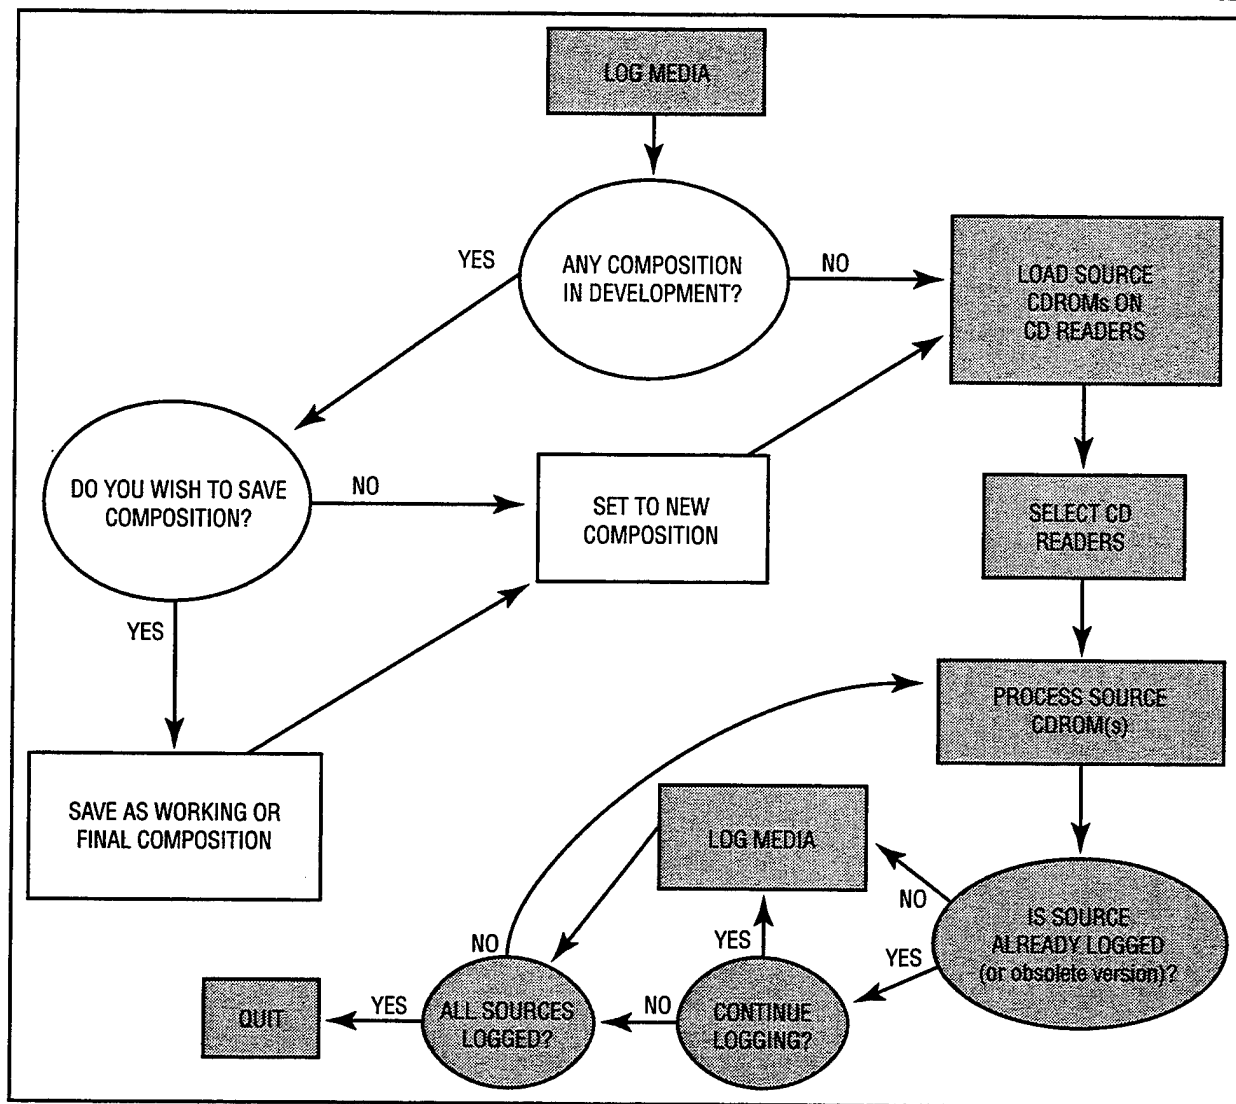 LOG MEDIA
ANY COMPOSITION
IN DEVELOPMENT?
YES
NO
LOAD SOURCE
CDROMs ON
CD READERS
DO YOU WISH TO SAVE
COMPOSITION?
NO
SET TO NEW
COMPOSITION
SELECT CD
READERS
YES
PROCESS SOURCE
CDROM(s)
SAVE AS WORKING OR
FINAL COMPOSITION
LOG MEDIA
NO
IS SOURCE
ALREADY LOGGED
(or obsolete version)?
YES
YES
NO
CONTINUE
LOGGING?
NO
ALL SOURCES
LOGGED?
YES
QUIT